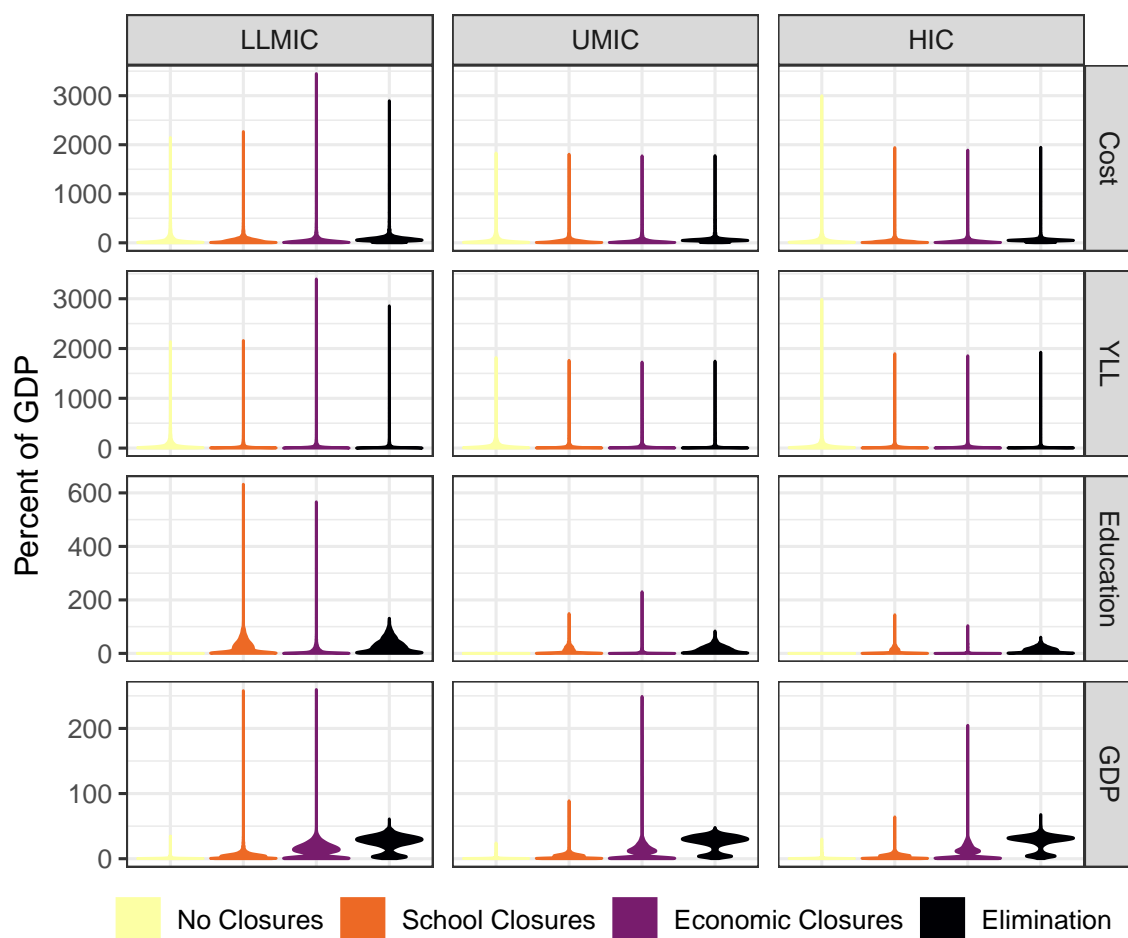 LLMIC UMIC HIC
3000
2000
1000
0
Cost
3000
2000
1000
0
YLL
600
400
200
0
Education
200
100
0
GDP
Percent of GDP
No Closures School Closures Economic Closures Elimination